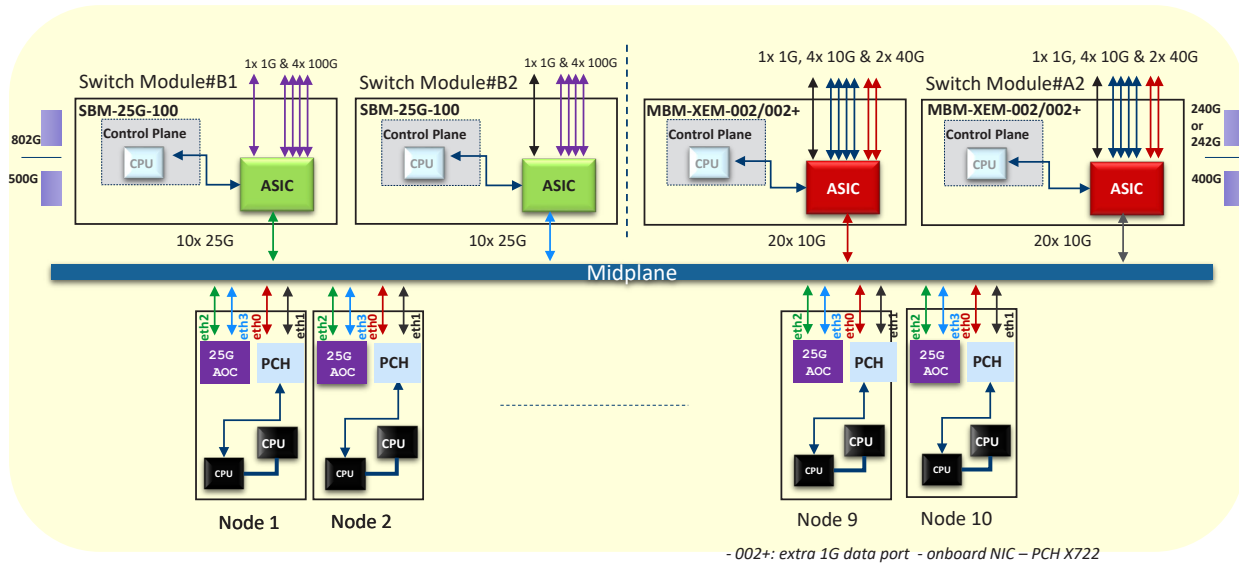 1x 1G & 4x 100G
1x 1G & 4x 100G
1x 1G, 4x 10G & 2x 40G
1x 1G, 4x 10G & 2x 40G
Switch Module#B1
Switch Module#B2
Switch Module#A2
SBM-25G-100
SBM-25G-100
MBM-XEM-002/002+
MBM-XEM-002/002+
Control Plane
Control Plane
Control Plane
Control Plane
CPU
CPU
CPU
CPU
ASIC
ASIC
ASIC
ASIC
802G
500G
240G
or
242G
400G
10x 25G
10x 25G
20x 10G
20x 10G
Midplane
eth2
eth3
eth0
eth1
eth2
eth3
eth0
eth1
eth2
eth3
eth0
eth1
eth2
eth3
eth0
eth1
25G
AOC
PCH
25G
AOC
PCH
25G
AOC
PCH
25G
AOC
PCH
CPU
CPU
CPU
CPU
CPU
CPU
CPU
CPU
Node 1
Node 2
Node 9
Node 10
- 002+: extra 1G data port - onboard NIC – PCH X722